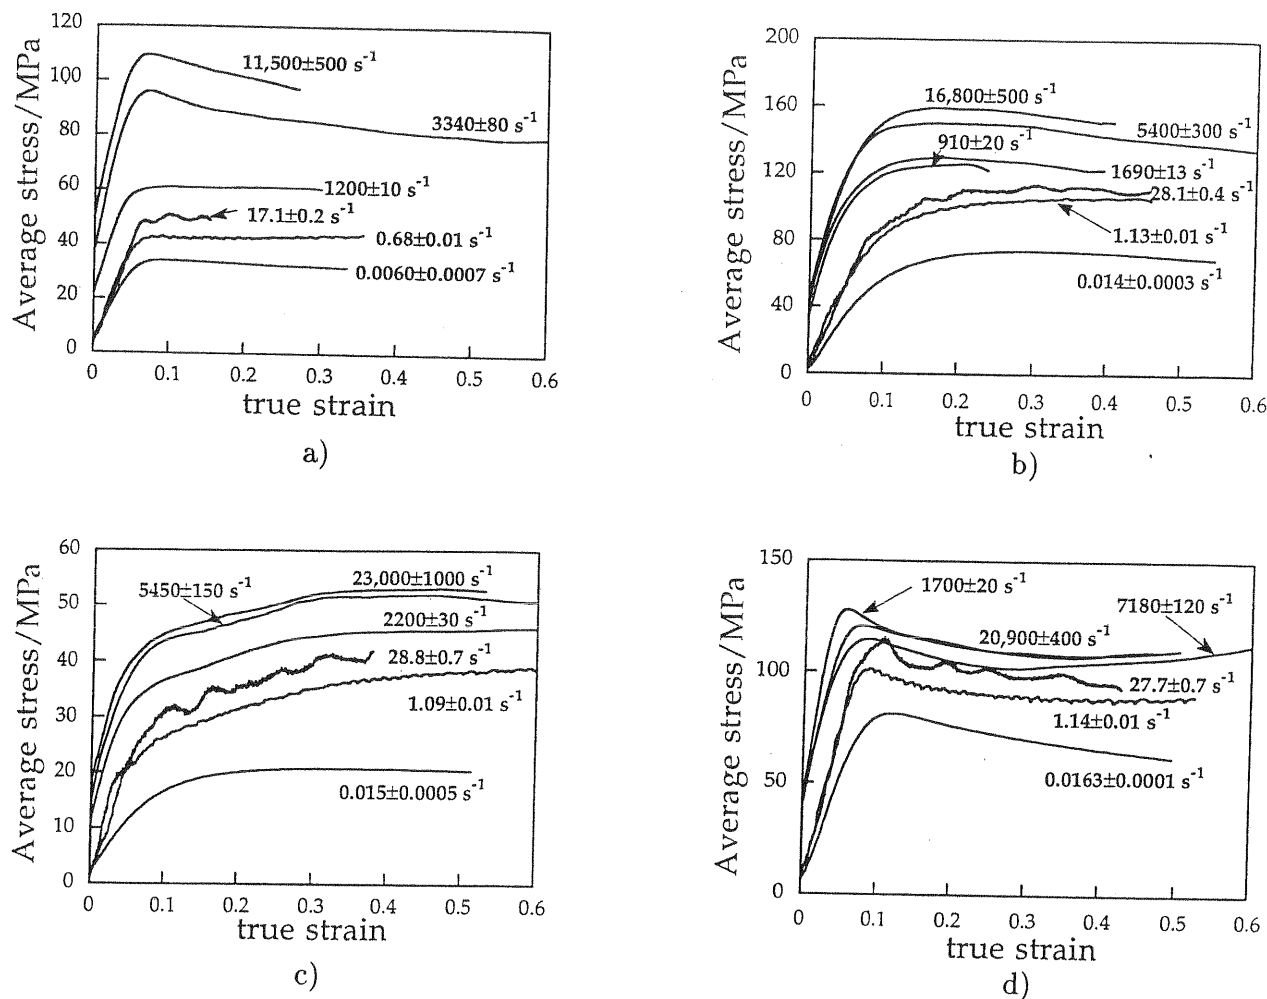 120
100
80
60
40
20
0
Average stress/MPa
11,500±500 s-1
3340±80 s-1
1200±10 s-1
17.1±0.2 s-1
0.68±0.01 s-1
0.0060±0.0007 s-1
0 0.1 0.2 0.3 0.4 0.5 0.6
true strain
a)
200
160
120
80
40
0
Average stress/MPa
16,800±500 s-1
5400±300 s-1
910±20 s-1
1690±13 s-1
28.1±0.4 s-1
1.13±0.01 s-1
0.014±0.0003 s-1
0 0.1 0.2 0.3 0.4 0.5 0.6
true strain
b)
60
50
40
30
20
10
0
Average stress/MPa
5450±150 s-1
23,000±1000 s-1
2200±30 s-1
28.8±0.7 s-1
1.09±0.01 s-1
0.015±0.0005 s-1
0 0.1 0.2 0.3 0.4 0.5 0.6
true strain
c)
150
100
50
0
Average stress/MPa
1700±20 s-1
7180±120 s-1
20,900±400 s-1
27.7±0.7 s-1
1.14±0.01 s-1
0.0163±0.0001 s-1
0 0.1 0.2 0.3 0.4 0.5 0.6
true strain
d)